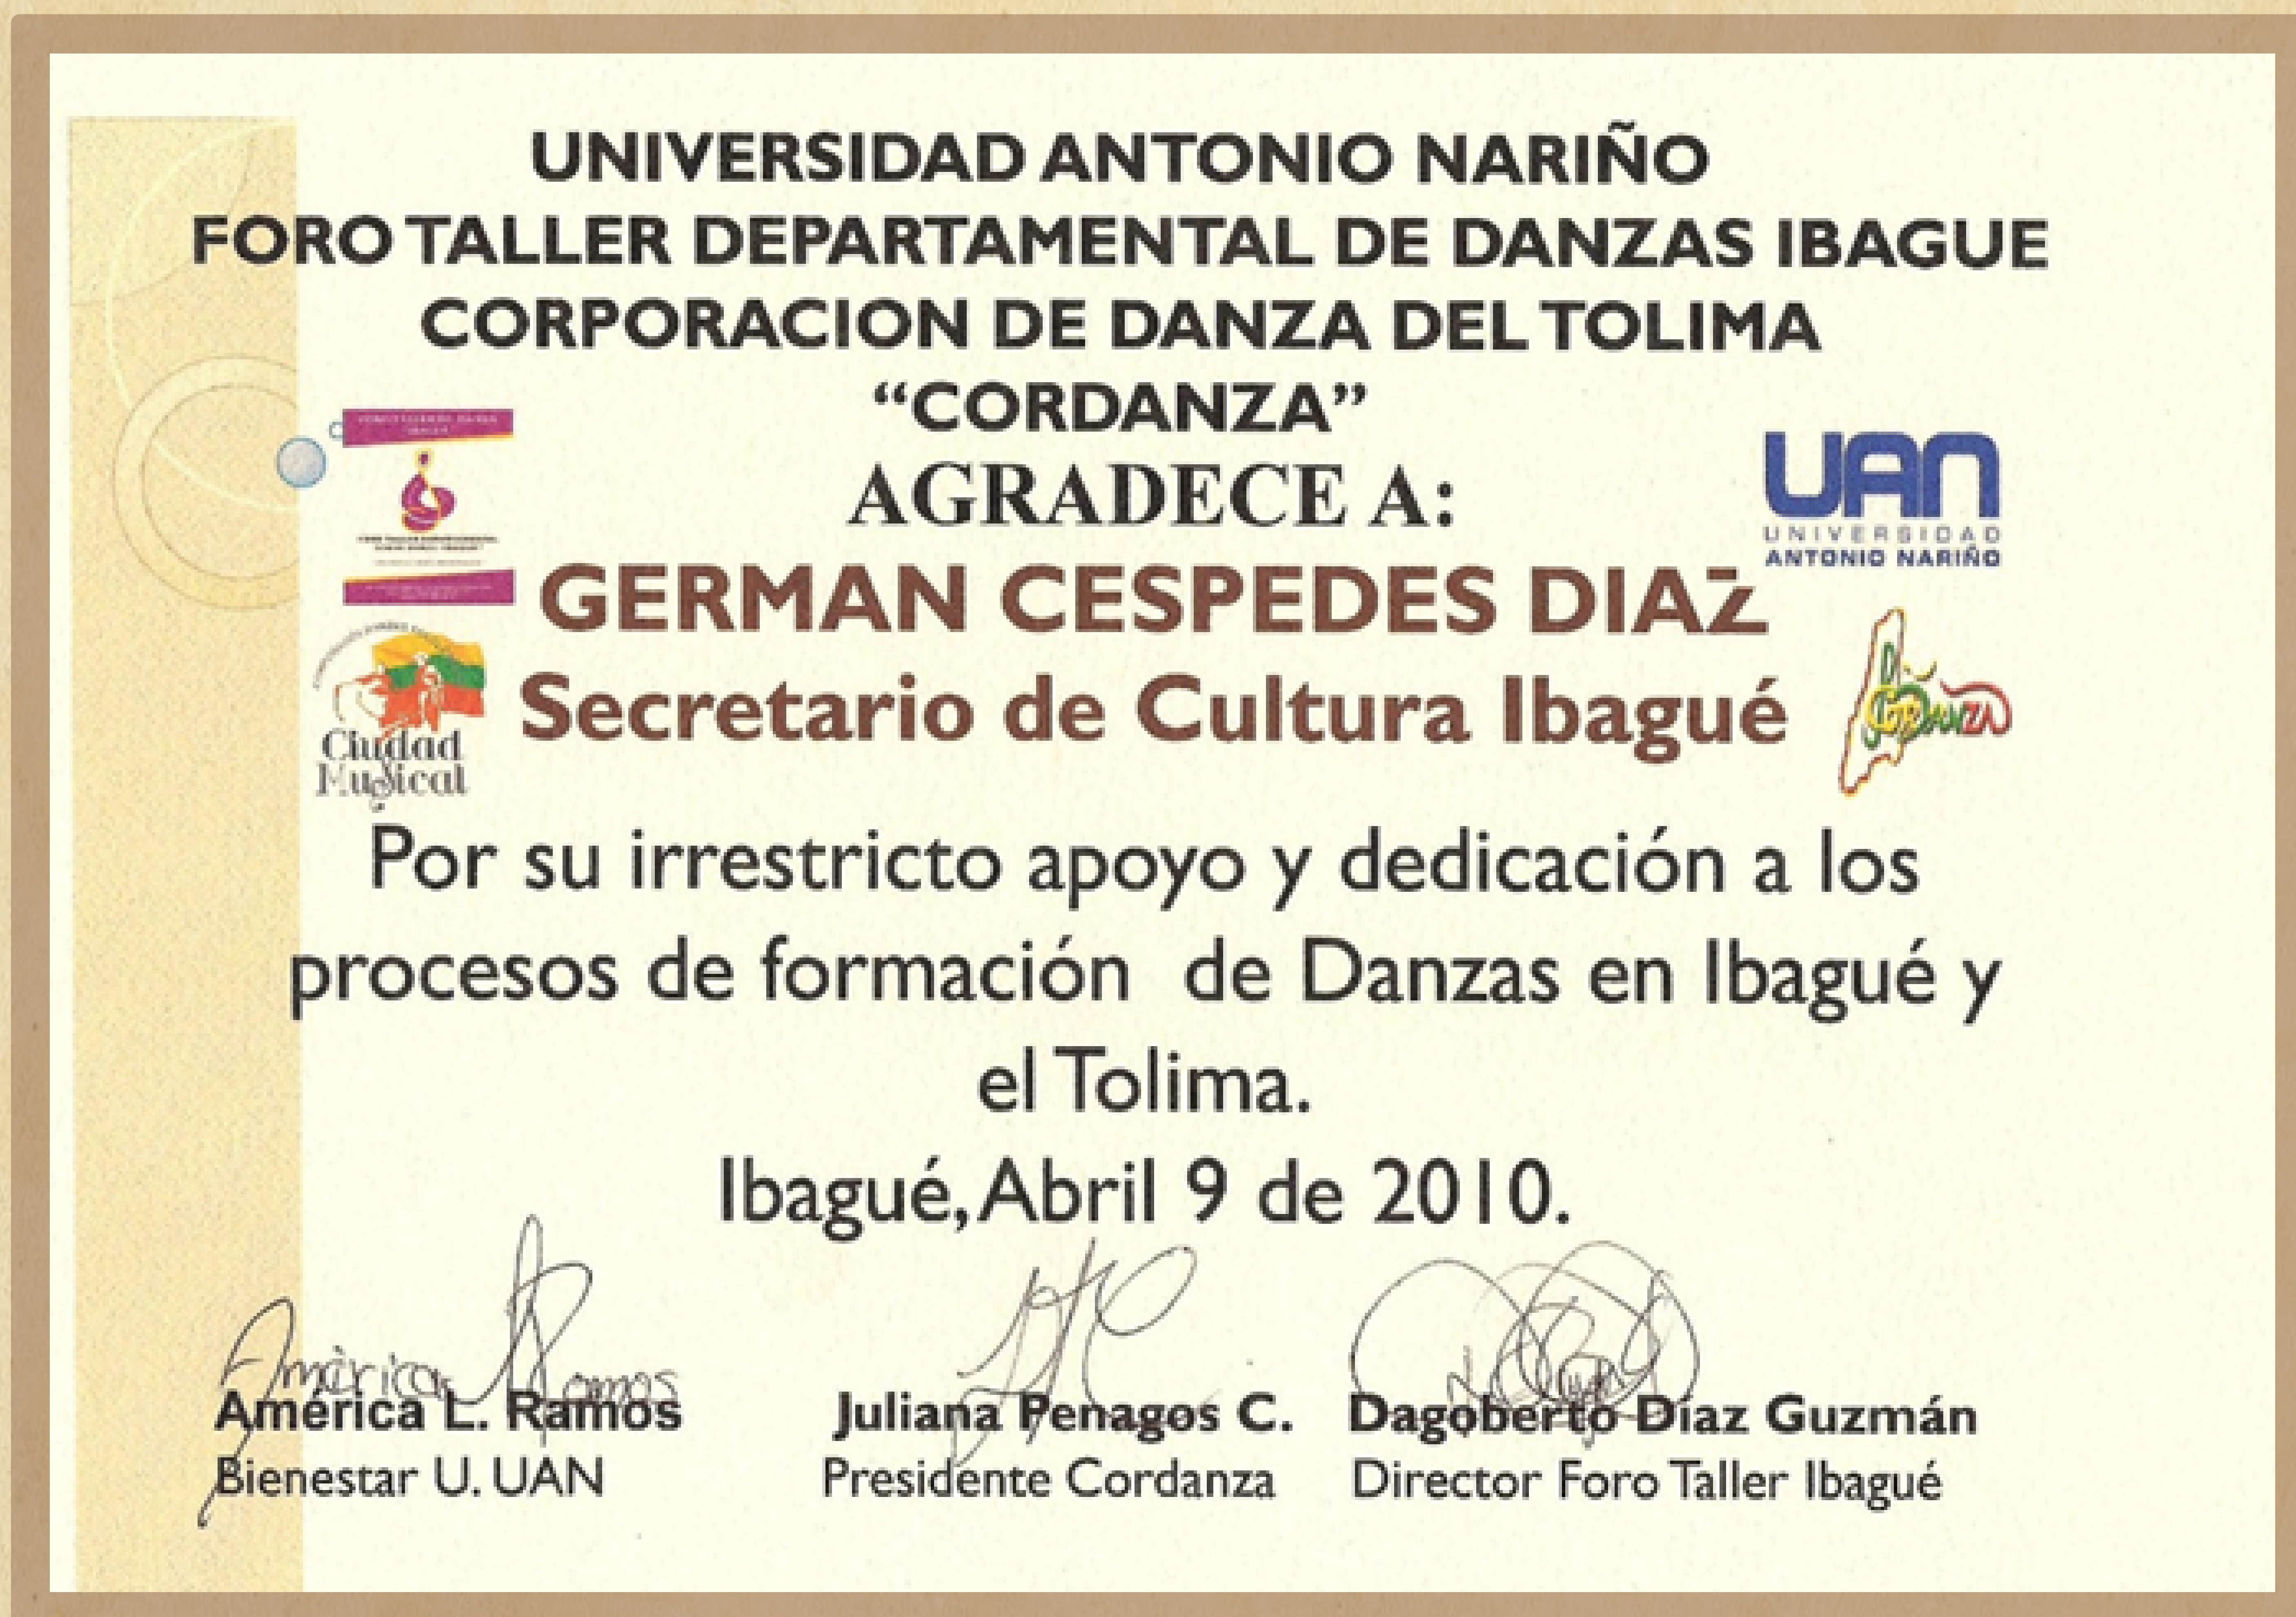 UNIVERSIDAD ANTONIO NARIÑO
FORO TALLER DEPARTAMENTAL DE DANZAS IBAGUE
CORPORACION DE DANZA DEL TOLIMA
“CORDANZA”
AGRADECE A:
UAN
UNIVERSIDAD
ANTONIO NARIÑO
GERMAN CESPEDES DIAZ
Secretario de Cultura Ibagué
Ciudad
Musical
CORDANZA
Por su irrestricto apoyo y dedicación a los
procesos de formación de Danzas en Ibagué y
el Tolima.
Ibagué, Abril 9 de 2010.
América Ramos
América L. Ramos
Juliana Penagos C.
Dagoberto Díaz Guzmán
Bienestar U. UAN
Presidente Cordanza
Director Foro Taller Ibagué